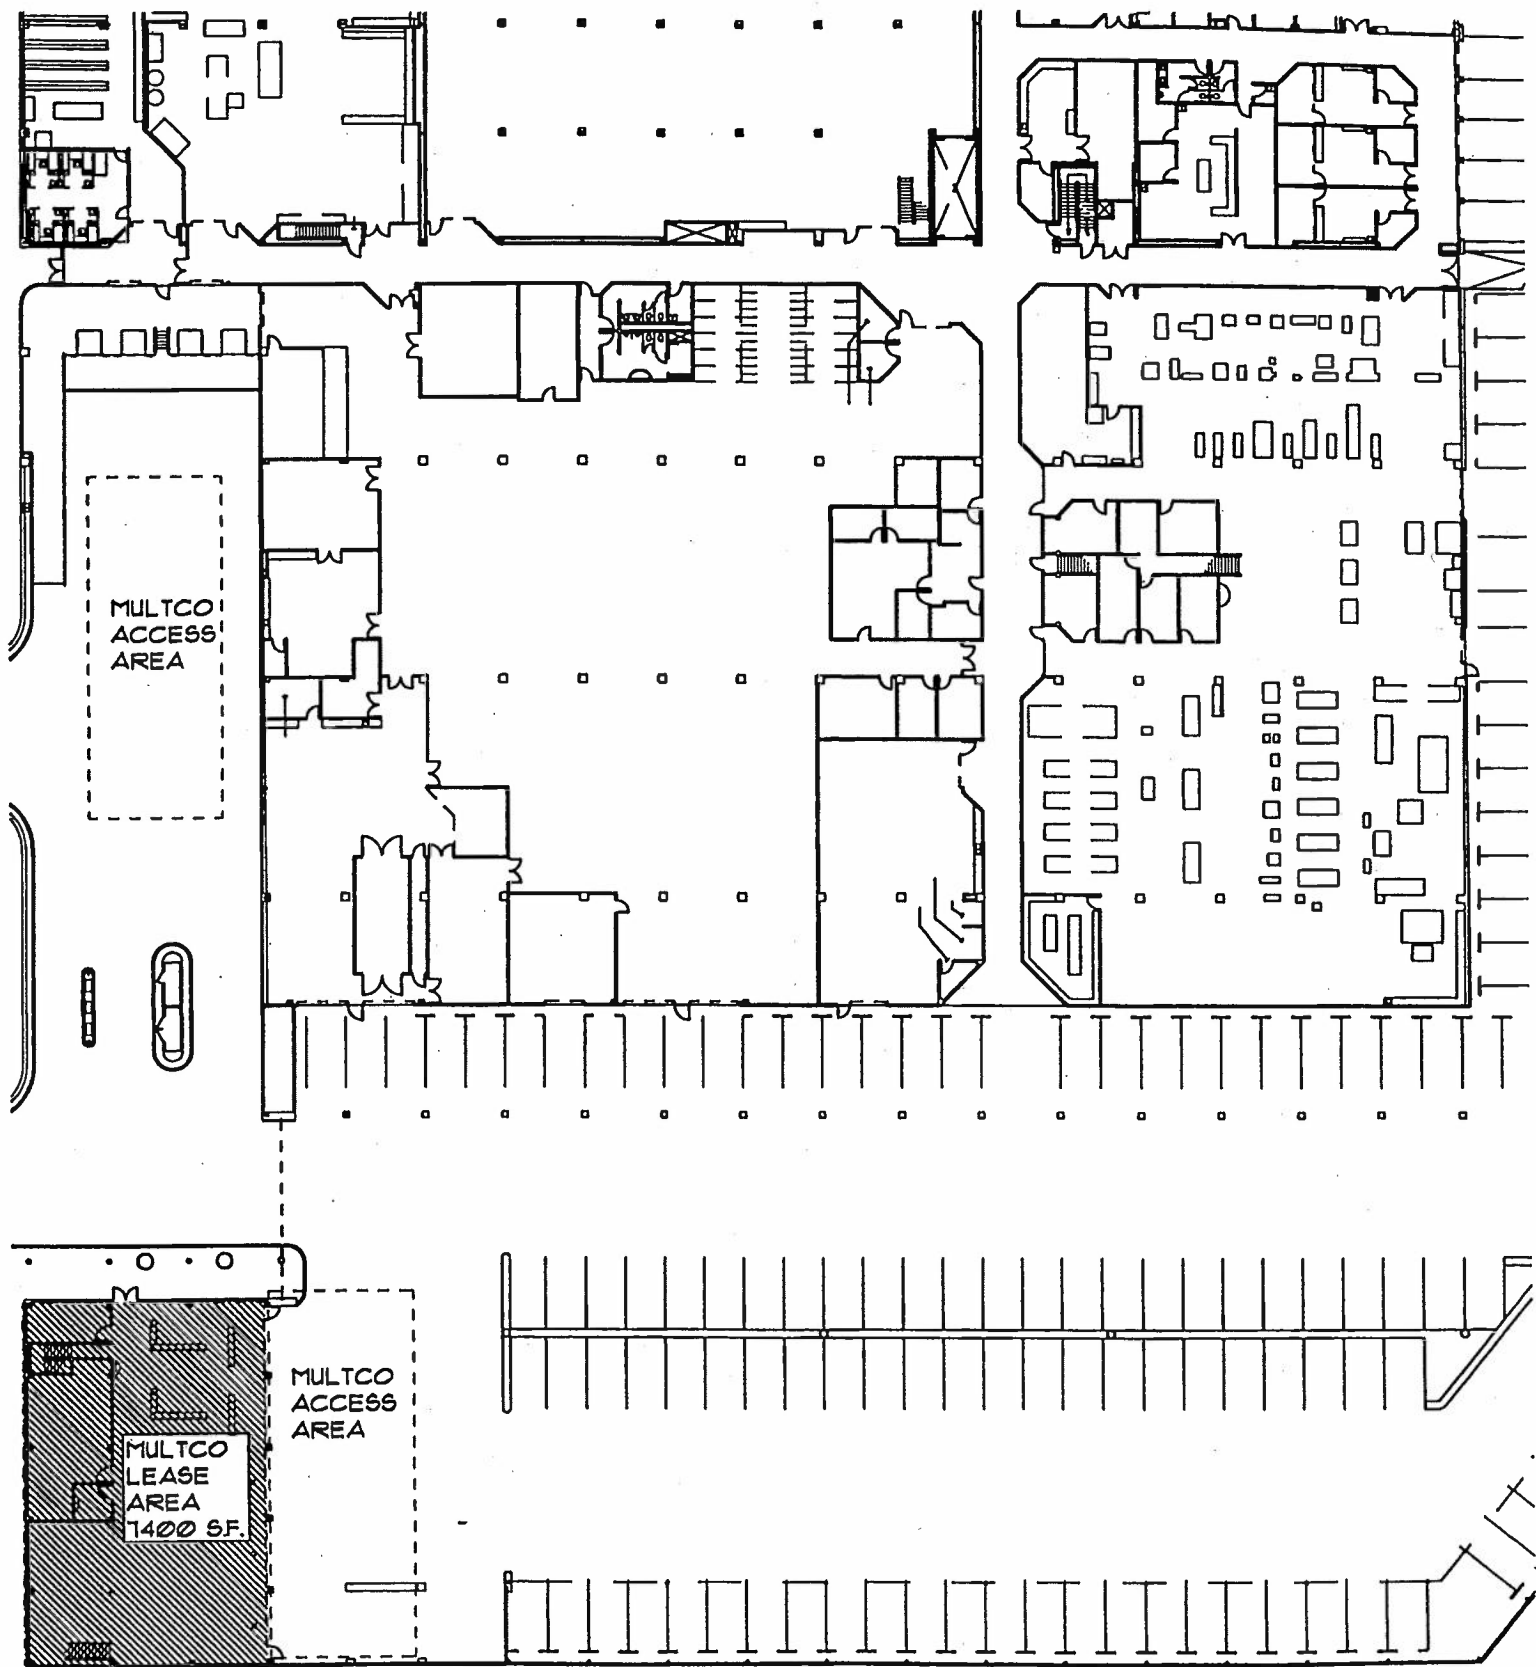 MULTCO
ACCESS
AREA
MULTCO
ACCESS
AREA
MULTCO
LEASE
AREA
7400 S.F.